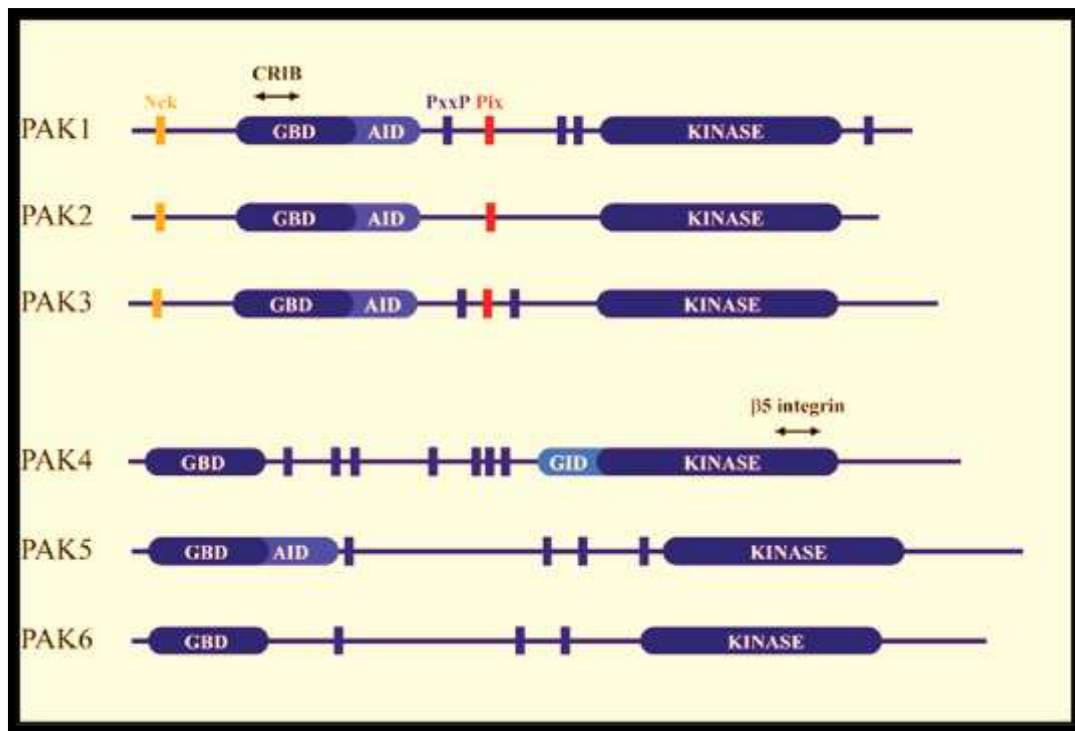 CRIB
Nck PxxP Pix
PAK1 GBD AID KINASE
PAK2 GBD AID KINASE
PAK3 GBD AID KINASE
β5 integrin
PAK4 GBD GID KINASE
PAK5 GBD AID KINASE
PAK6 GBD KINASE